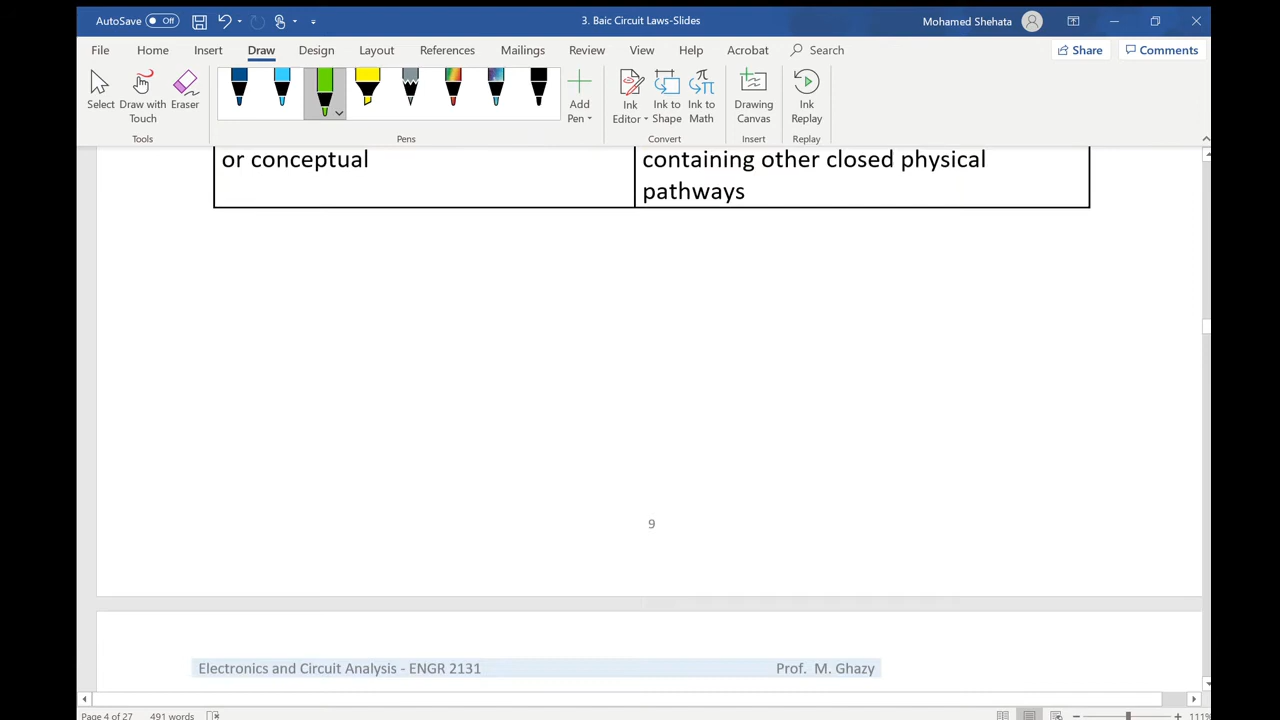 AutoSave Off 3. Baic Circuit Laws-Slides Mohamed Shehata
File Home Insert Draw Design Layout References Mailings Review View Help Acrobat Search Share Comments
Select Draw with Touch Eraser Add Pen Ink Editor Ink to Shape Ink to Math Drawing Canvas Ink Replay
Tools Pens Convert Insert Replay
or conceptual
containing other closed physical
pathways
9
Electronics and Circuit Analysis - ENGR 2131 Prof. M. Ghazy
Page 4 of 27 491 words 111%